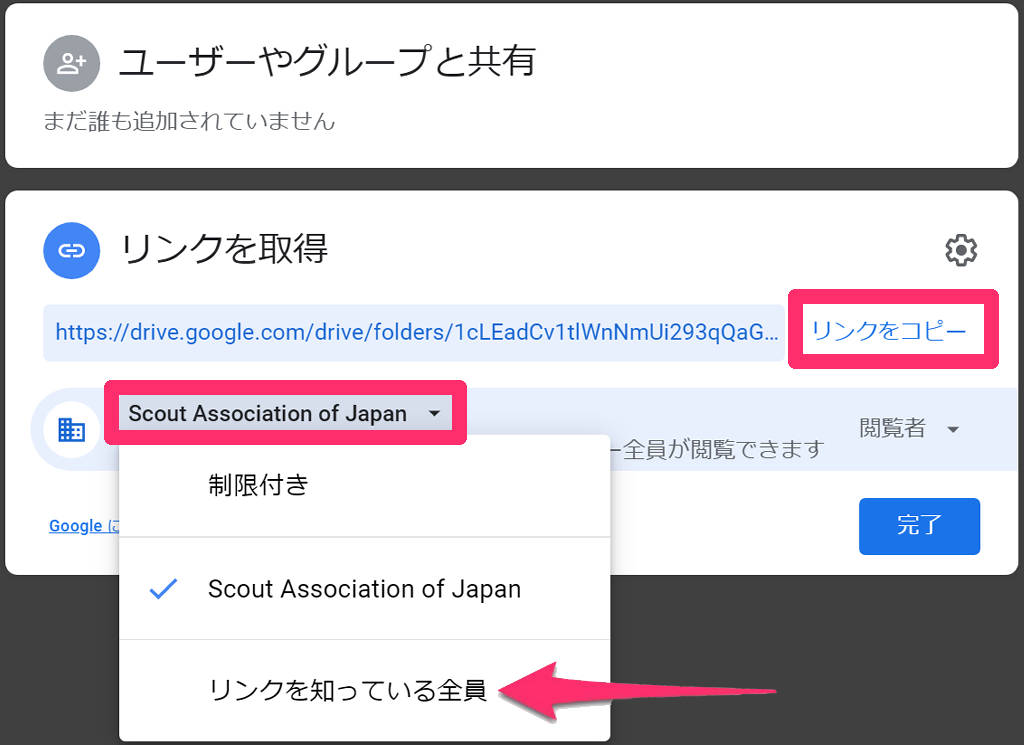 ユーザーやグループと共有
まだ誰も追加されていません
リンクを取得
https://drive.google.com/drive/folders/1cLEadCv1tlWnNmUi293qQaG...
リンクをコピー
Scout Association of Japan
ー全員が閲覧できます
閲覧者
制限付き
Google に
完了
Scout Association of Japan
リンクを知っている全員